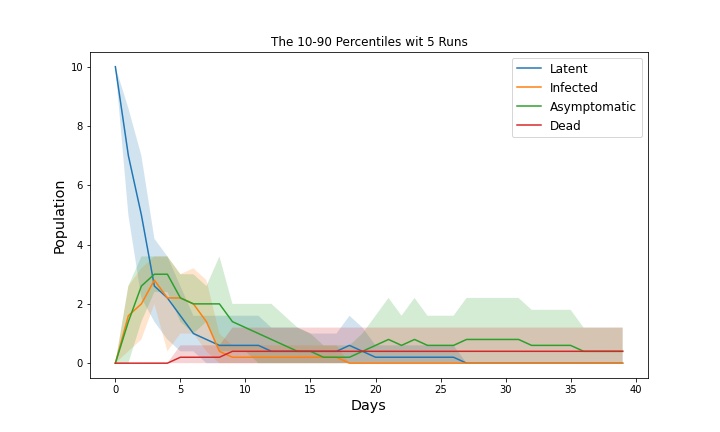 The 10-90 Percentiles wit 5 Runs
Latent
Infected
Asymptomatic
Dead
10
8
6
4
2
0
Population
0 5 10 15 20 25 30 35 40
Days